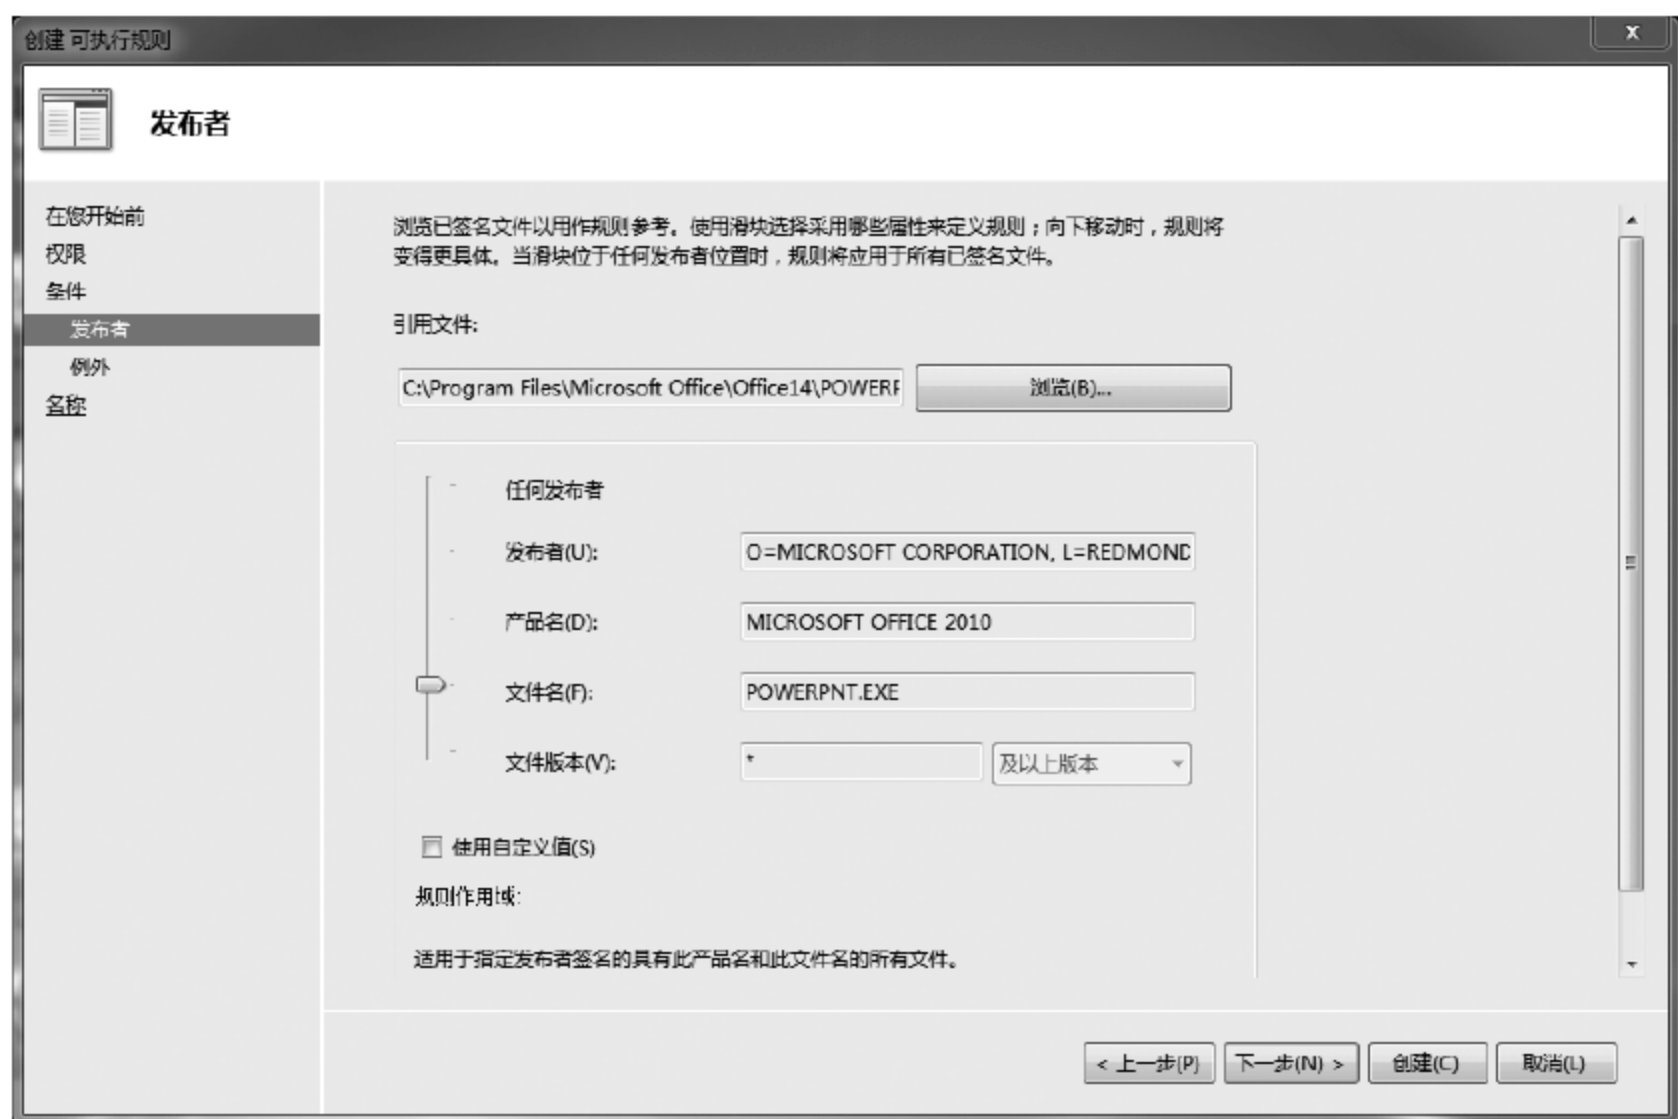 创建 可执行规则
x
发布者
在您开始前
权限
条件
发布者
例外
名称
浏览已签名文件以用作规则参考。使用滑块选择采用哪些属性来定义规则；向下移动时，规则将
变得更具体。当滑块位于任何发布者位置时，规则将应用于所有已签名文件。
引用文件:
C:\Program Files\Microsoft Office\Office14\POWERP 浏览(B)...
任何发布者
发布者(U): O=MICROSOFT CORPORATION, L=REDMOND
产品名(D): MICROSOFT OFFICE 2010
文件名(F): POWERPNT.EXE
文件版本(V): * 及以上版本
使用自定义值(S)
规则作用域:
适用于指定发布者签名的具有此产品名和此文件名的所有文件。
< 上一步(P) 下一步(N) > 创建(C) 取消(L)